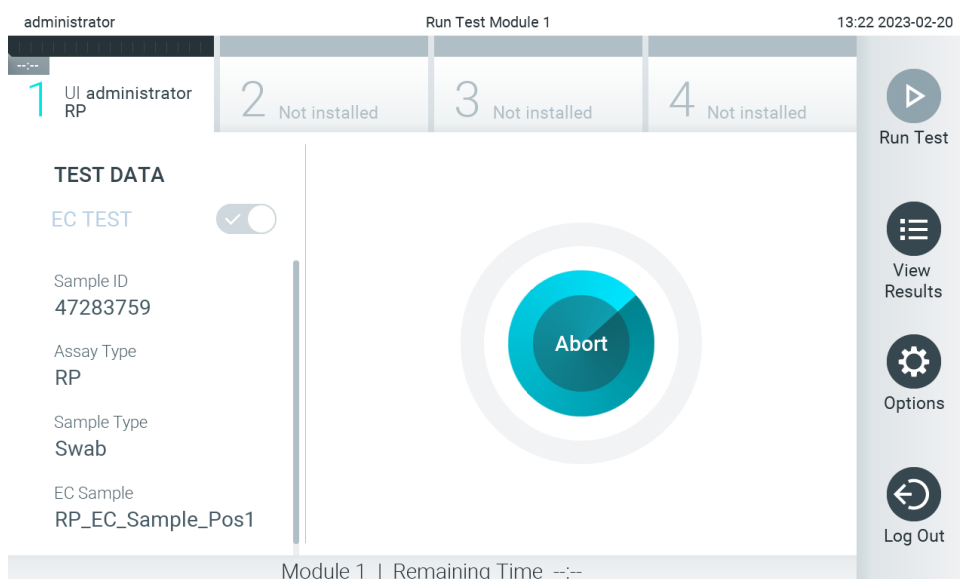 administrator
Run Test Module 1
13:22 2023-02-20
--:--
1 UI administrator
RP
2 Not installed
3 Not installed
4 Not installed
Run Test
TEST DATA
EC TEST
Sample ID
47283759
Assay Type
RP
Sample Type
Swab
EC Sample
RP_EC_Sample_Pos1
Abort
View
Results
Options
Log Out
Module 1 | Remaining Time --:--